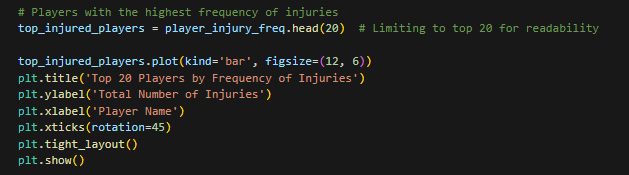 # Players with the highest frequency of injuries
top_injured_players = player_injury_freq.head(20)  # Limiting to top 20 for readability
top_injured_players.plot(kind='bar', figsize=(12, 6))
plt.title('Top 20 Players by Frequency of Injuries')
plt.ylabel('Total Number of Injuries')
plt.xlabel('Player Name')
plt.xticks(rotation=45)
plt.tight_layout()
plt.show()